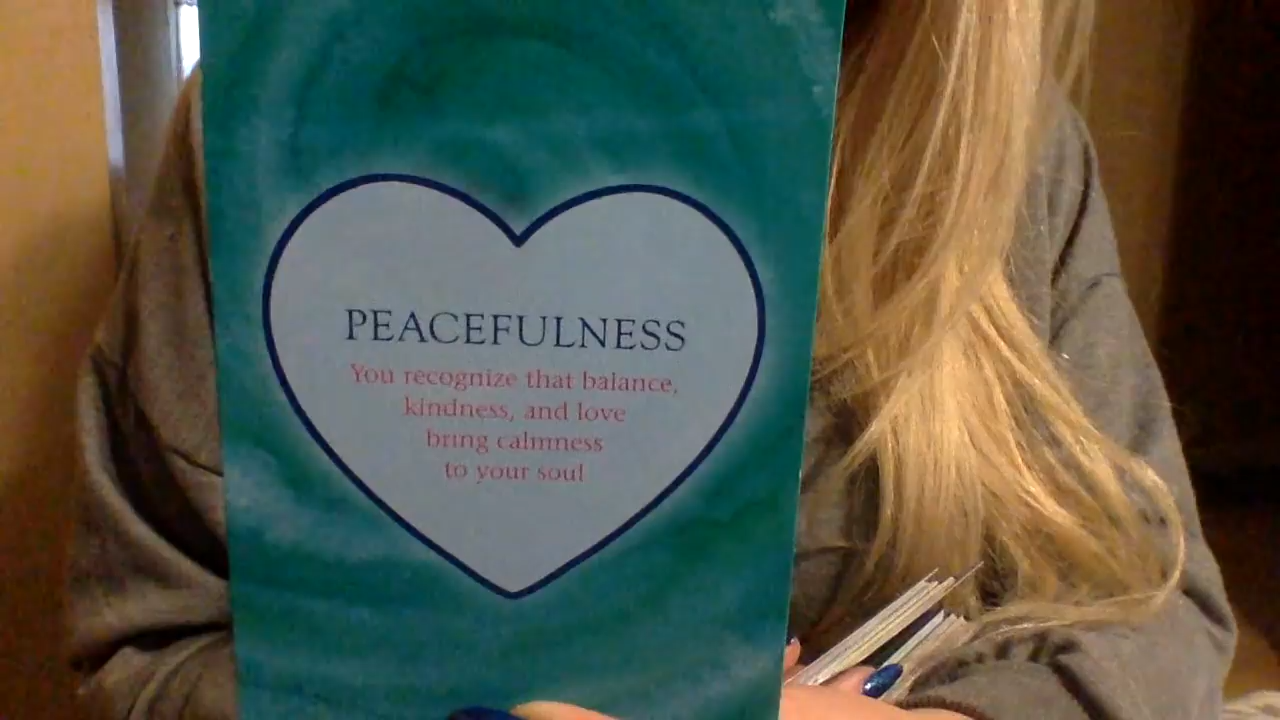 PEACEFULNESS
You recognize that balance,
kindness, and love
bring calmness
to your soul